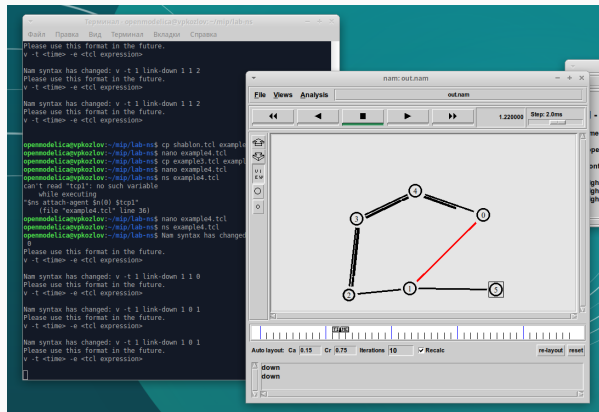 Терминал - openmodelica@vpkozlov: ~/mip/lab-ns
Файл Правка Вид Терминал Вкладки Справка
Please use this format in the future.
v -t <time> -e <tcl expression>
Nam syntax has changed: v -t 1 link-down 1 1 2
Please use this format in the future.
v -t <time> -e <tcl expression>
Nam syntax has changed: v -t 1 link-down 1 1 2
Please use this format in the future.
v -t <time> -e <tcl expression>
openmodelica@vpkozlov:~/mip/lab-ns$ cp shablon.tcl example
openmodelica@vpkozlov:~/mip/lab-ns$ nano example4.tcl
openmodelica@vpkozlov:~/mip/lab-ns$ cp example3.tcl exampl
openmodelica@vpkozlov:~/mip/lab-ns$ nano example4.tcl
openmodelica@vpkozlov:~/mip/lab-ns$ ns example4.tcl
can't read "tcp1": no such variable
while executing
"$ns attach-agent $n(0) $tcp1"
(file "example4.tcl" line 36)
openmodelica@vpkozlov:~/mip/lab-ns$ nano example4.tcl
openmodelica@vpkozlov:~/mip/lab-ns$ ns example4.tcl
openmodelica@vpkozlov:~/mip/lab-ns$ Nam syntax has changed
0
Please use this format in the future.
v -t <time> -e <tcl expression>
Nam syntax has changed: v -t 1 link-down 1 1 0
Please use this format in the future.
v -t <time> -e <tcl expression>
Nam syntax has changed: v -t 1 link-down 1 0 1
Please use this format in the future.
v -t <time> -e <tcl expression>
Nam syntax has changed: v -t 1 link-down 1 0 1
Please use this format in the future.
v -t <time> -e <tcl expression>
nam: out.nam
File Views Analysis out.nam
1.220000 Step: 2.0ms
VIEW
4
3
0
2
1
5
Auto layout: Ca 0.15 Cr 0.75 Iterations 10 Recalc re-layout reset
down
down